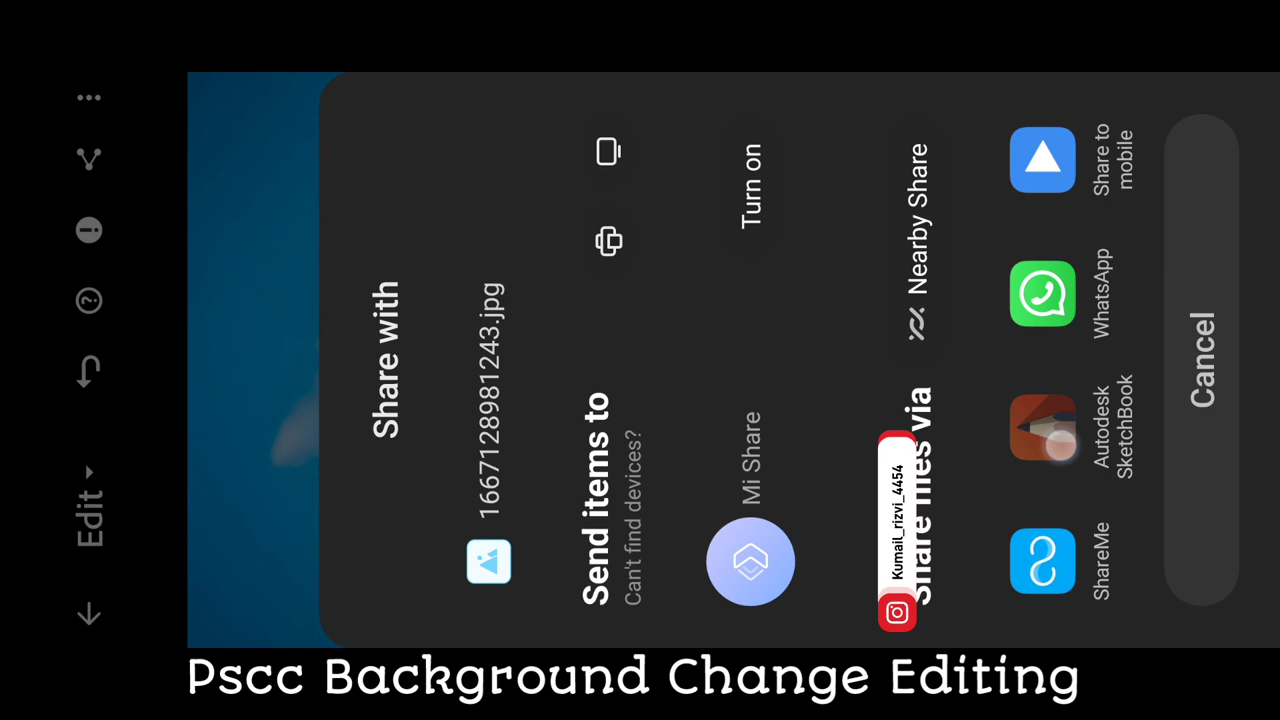 Edit
Share with
1667128981243.jpg
Send items to
Can't find devices?
Mi Share
Turn on
Share files via
Nearby Share
Kumail_rizvi_4454
ShareMe
Autodesk
SketchBook
WhatsApp
Share to
mobile
Cancel
Pscc Background Change Editing